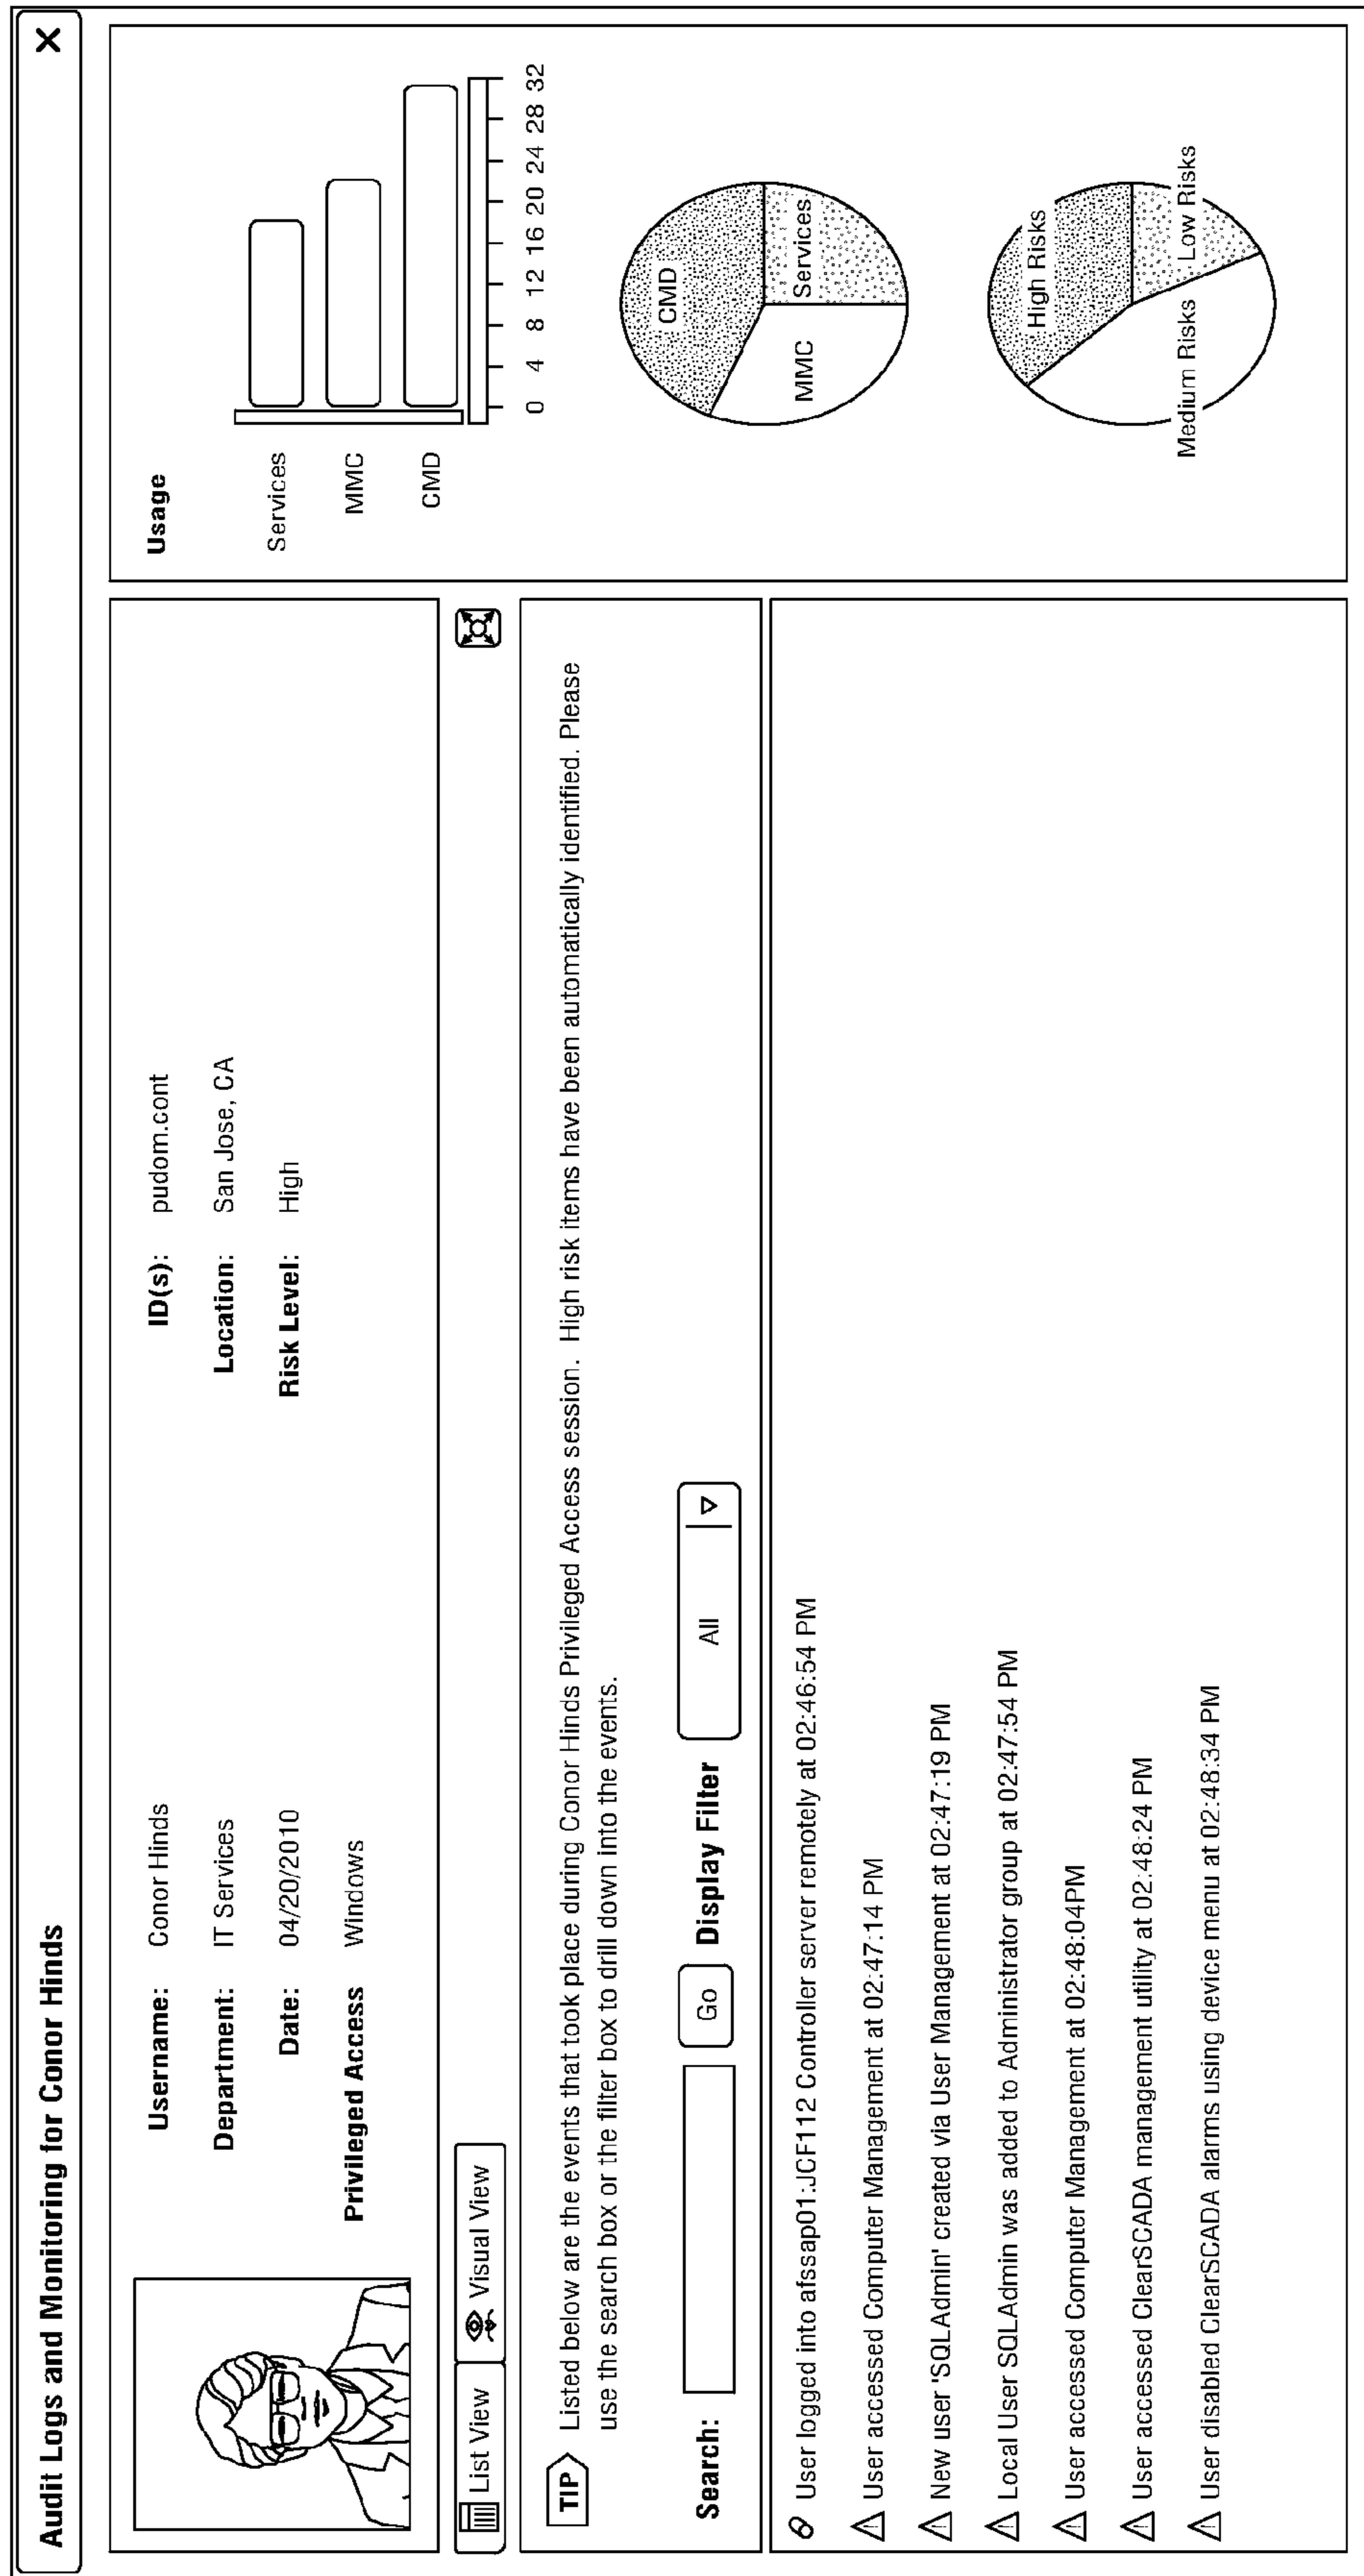 Audit Logs and Monitoring for Conor Hinds
X
Username: Conor Hinds
Department: IT Services
Date: 04/20/2010
Privileged Access Windows
ID(s): pudom.cont
Location: San Jose, CA
Risk Level: High
List View
Visual View
TIP
Listed below are the events that took place during Conor Hinds Privileged Access session. High risk items have been automatically identified. Please
use the search box or the filter box to drill down into the events.
Search: Go Display Filter All
User logged into afssap01:JCF112 Controller server remotely at 02:46:54 PM
User accessed Computer Management at 02:47:14 PM
New user 'SQLAdmin' created via User Management at 02:47:19 PM
Local User SQLAdmin was added to Administrator group at 02:47:54 PM
User accessed Computer Management at 02:48:04PM
User accessed ClearSCADA management utility at 02:48:24 PM
User disabled ClearSCADA alarms using device menu at 02:48:34 PM
Usage
Services
MMC
CMD
0 4 8 12 16 20 24 28 32
CMD
MMC
Services
High Risks
Medium Risks
Low Risks